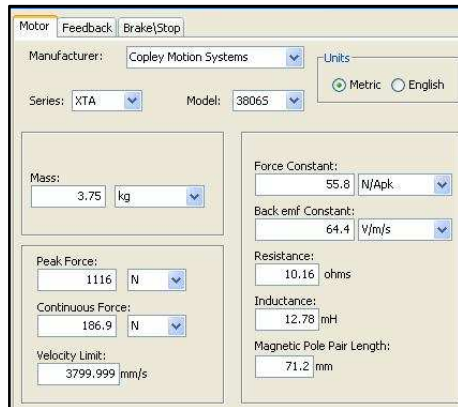 Motor Feedback Brake\Stop
Manufacturer: Copley Motion Systems
Units
Metric English
Series: XTA Model: 3806S
Mass:
3.75 kg
Peak Force:
1116 N
Continuous Force:
186.9 N
Velocity Limit:
3799.999 mm/s
Force Constant:
55.8 N/Apk
Back emf Constant:
64.4 V/m/s
Resistance:
10.16 ohms
Inductance:
12.78 mH
Magnetic Pole Pair Length:
71.2 mm